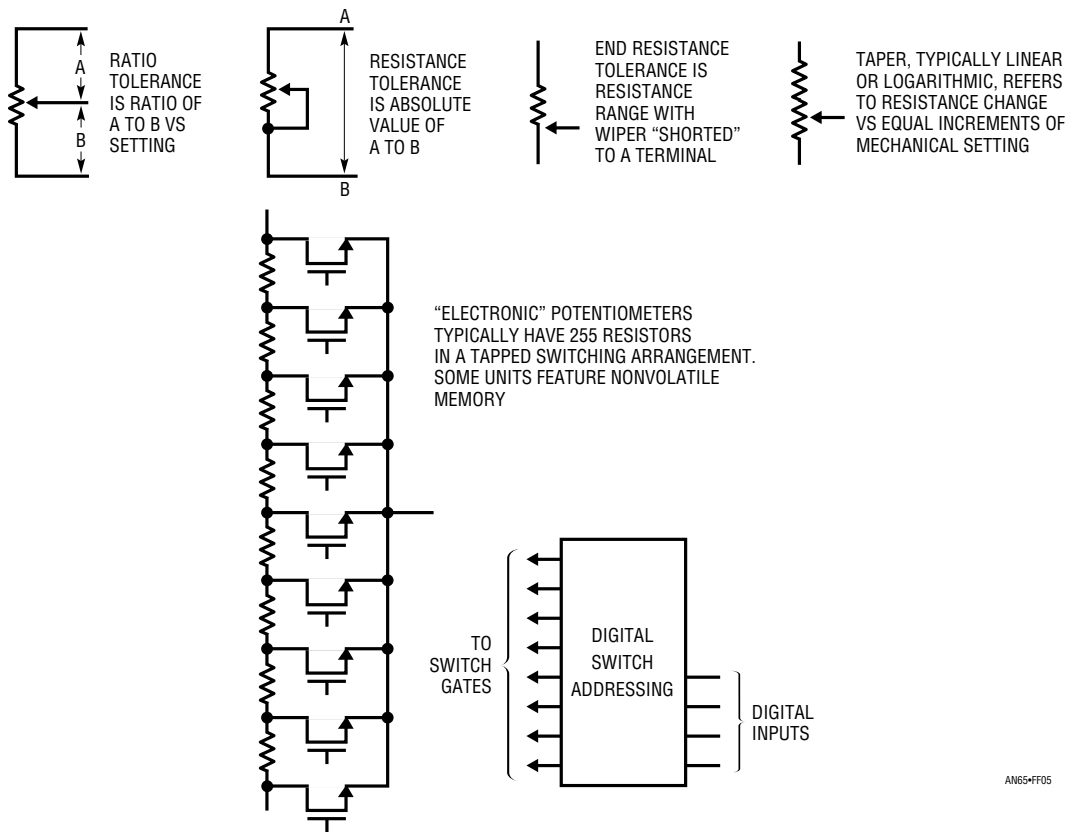 A
B
RATIO
TOLERANCE
IS RATIO OF
A TO B VS
SETTING
A
B
RESISTANCE
TOLERANCE
IS ABSOLUTE
VALUE OF
A TO B
END RESISTANCE
TOLERANCE IS
RESISTANCE
RANGE WITH
WIPER “SHORTED”
TO A TERMINAL
TAPER, TYPICALLY LINEAR
OR LOGARITHMIC, REFERS
TO RESISTANCE CHANGE
VS EQUAL INCREMENTS OF
MECHANICAL SETTING
“ELECTRONIC” POTENTIOMETERS
TYPICALLY HAVE 255 RESISTORS
IN A TAPPED SWITCHING ARRANGEMENT.
SOME UNITS FEATURE NONVOLATILE
MEMORY
TO
SWITCH
GATES
DIGITAL
SWITCH
ADDRESSING
DIGITAL
INPUTS
AN65•FF05